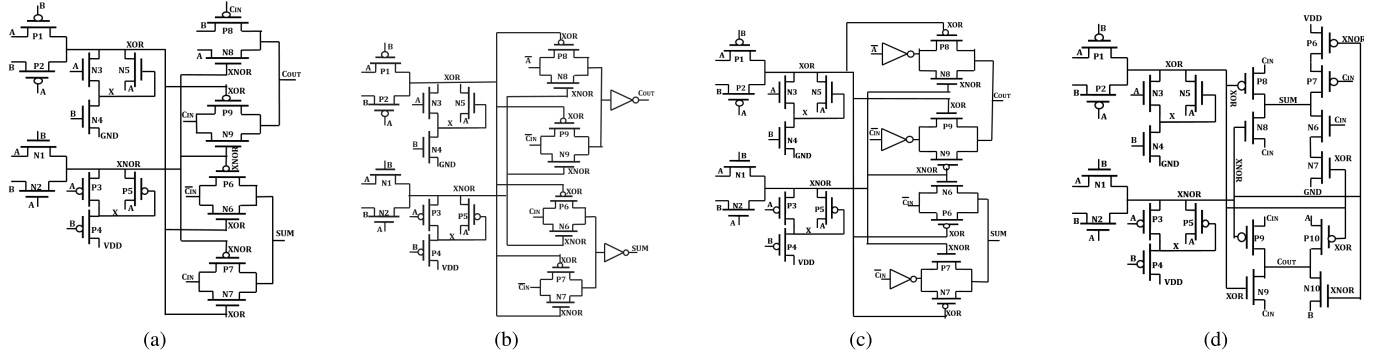 B
A
P1
B
P2
A
XOR
A
N3
N5
A
X
B
N4
GND
B
A
N1
B
N2
A
XNOR
A
P3
P5
A
X
B
P4
VDD
CIN
B
P8
A
N8
XNOR
COUT
XOR
P9
CIN
N9
XNOR
P6
CIN
N6
XOR
SUM
XNOR
P7
CIN
N7
XOR
(a)
B
A
P1
B
P2
A
XOR
A
N3
N5
A
X
B
N4
GND
B
A
N1
B
N2
A
XNOR
A
P3
P5
A
X
B
P4
VDD
XOR
P8
A
N8
XNOR
COUT
XOR
P9
CIN
N9
XNOR
XOR
P6
CIN
N6
XNOR
SUM
XOR
P7
CIN
N7
XNOR
(b)
B
A
P1
B
P2
A
XOR
A
N3
N5
A
X
B
N4
GND
B
A
N1
B
N2
A
XNOR
A
P3
P5
A
X
B
P4
VDD
XOR
A
P8
N8
XNOR
COUT
XOR
CIN
P9
N9
XNOR
N6
CIN
P6
XOR
SUM
XNOR
CIN
P7
N7
XOR
(c)
B
A
P1
B
P2
A
XOR
A
N3
N5
A
X
B
N4
GND
B
A
N1
B
N2
A
XNOR
A
P3
P5
A
X
B
P4
VDD
VDD
P6
XNOR
CIN
P8
P7
CIN
XOR
SUM
N8
N6
CIN
CIN
XNOR
N7
XOR
GND
CIN
P9
A
P10
XOR
COUT
XOR
N9
N10
XNOR
CIN
B
(d)